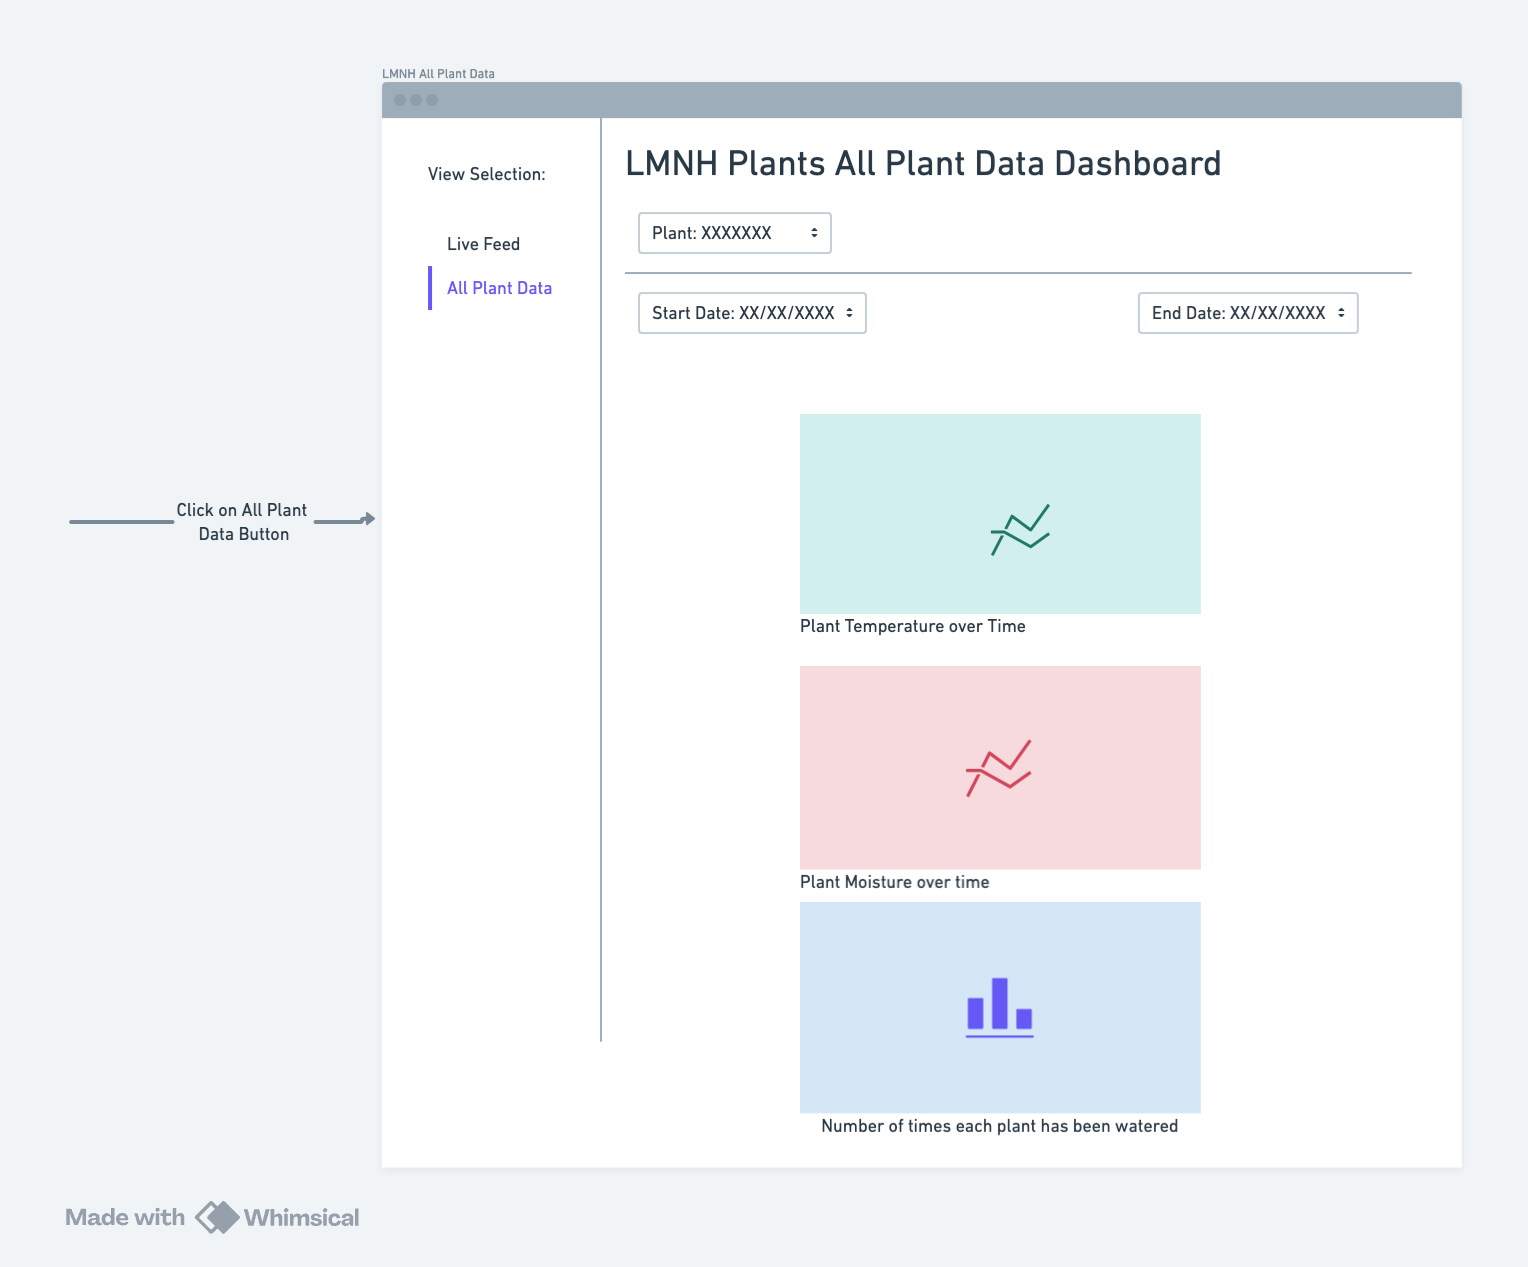 LMNH All Plant Data
View Selection:
Live Feed
All Plant Data
LMNH Plants All Plant Data Dashboard
Plant: XXXXXXX
Start Date: XX/XX/XXXX
End Date: XX/XX/XXXX
Click on All Plant
Data Button
Plant Temperature over Time
Plant Moisture over time
Number of times each plant has been watered
Made with Whimsical